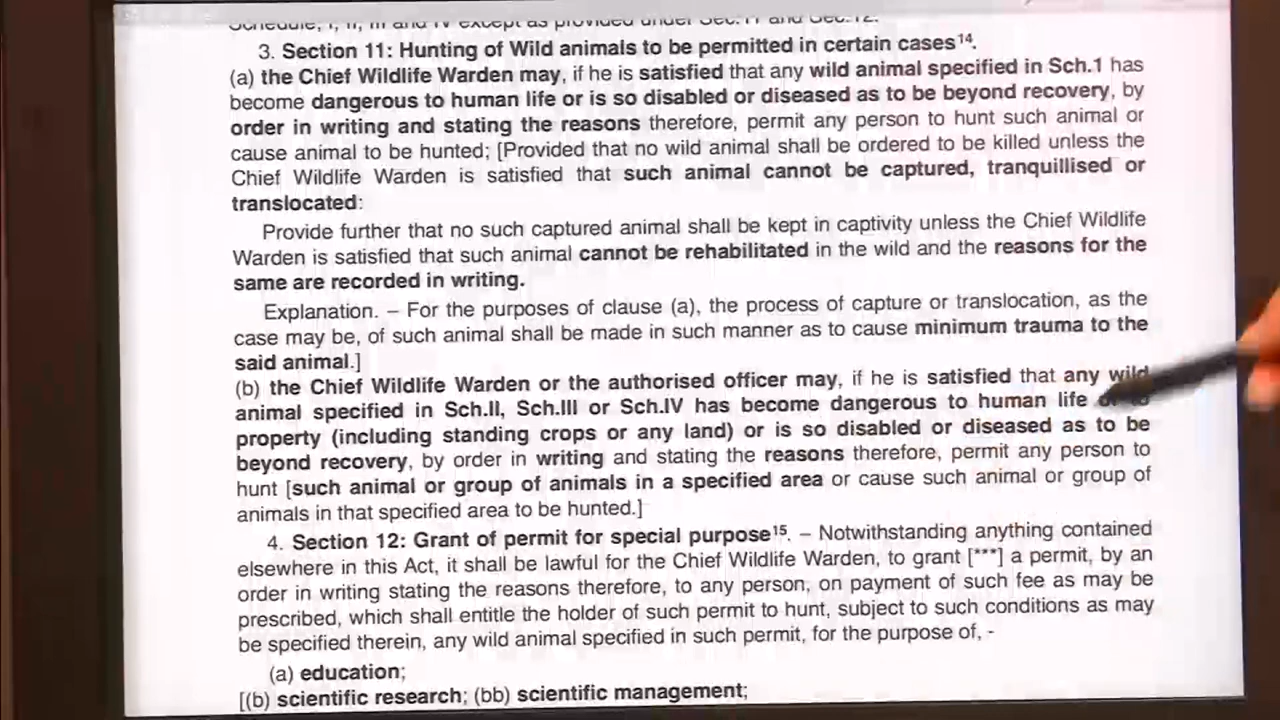 Schedule, I, II, III and IV except as provided under Sec.11 and Sec.12.
3. Section 11: Hunting of Wild animals to be permitted in certain cases¹⁴.
(a) the Chief Wildlife Warden may, if he is satisfied that any wild animal specified in Sch.1 has
become dangerous to human life or is so disabled or diseased as to be beyond recovery, by
order in writing and stating the reasons therefore, permit any person to hunt such animal or
cause animal to be hunted; [Provided that no wild animal shall be ordered to be killed unless the
Chief Wildlife Warden is satisfied that such animal cannot be captured, tranquillised or
translocated:
Provide further that no such captured animal shall be kept in captivity unless the Chief Wildlife
Warden is satisfied that such animal cannot be rehabilitated in the wild and the reasons for the
same are recorded in writing.
Explanation. – For the purposes of clause (a), the process of capture or translocation, as the
case may be, of such animal shall be made in such manner as to cause minimum trauma to the
said animal.]
(b) the Chief Wildlife Warden or the authorised officer may, if he is satisfied that any wild
animal specified in Sch.II, Sch.III or Sch.IV has become dangerous to human life
property (including standing crops or any land) or is so disabled or diseased as to be
beyond recovery, by order in writing and stating the reasons therefore, permit any person to
hunt [such animal or group of animals in a specified area or cause such animal or group of
animals in that specified area to be hunted.]
4. Section 12: Grant of permit for special purpose¹⁵. – Notwithstanding anything contained
elsewhere in this Act, it shall be lawful for the Chief Wildlife Warden, to grant [***] a permit, by an
order in writing stating the reasons therefore, to any person, on payment of such fee as may be
prescribed, which shall entitle the holder of such permit to hunt, subject to such conditions as may
be specified therein, any wild animal specified in such permit, for the purpose of, -
(a) education;
[(b) scientific research; (bb) scientific management;